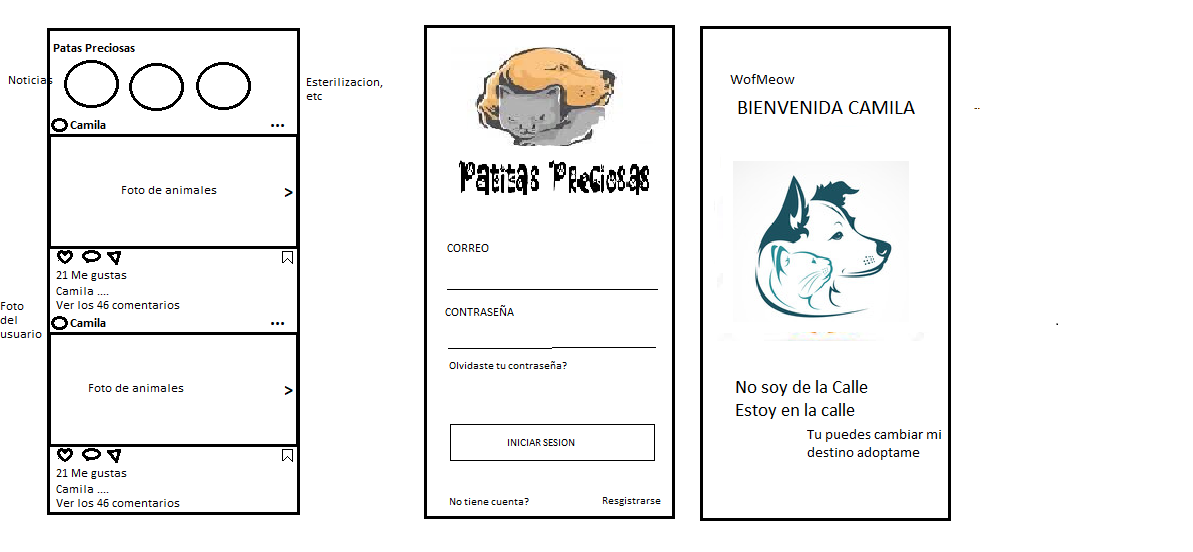 Patas Preciosas
Noticias
Esterilizacion,
etc
Camila
Foto de animales
>
21 Me gustas
Camila ....
Ver los 46 comentarios
Foto
del
usuario
Camila
Foto de animales
>
21 Me gustas
Camila ....
Ver los 46 comentarios
Patitas Preciosas
CORREO
CONTRASEÑA
Olvidaste tu contraseña?
INICIAR SESION
No tiene cuenta? Resgistrarse
WofMeow
BIENVENIDA CAMILA
No soy de la Calle
Estoy en la calle
Tu puedes cambiar mi
destino adoptame